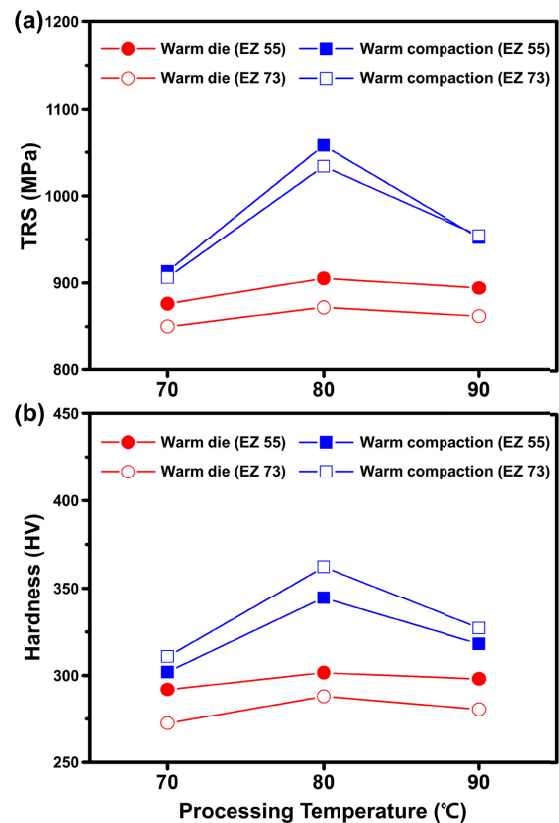 (a)
1200
1100
1000
900
800
TRS (MPa)
Warm die (EZ 55) Warm compaction (EZ 55)
Warm die (EZ 73) Warm compaction (EZ 73)
70 80 90
(b)
450
400
350
300
250
Hardness (HV)
Warm die (EZ 55) Warm compaction (EZ 55)
Warm die (EZ 73) Warm compaction (EZ 73)
70 80 90
Processing Temperature (℃)